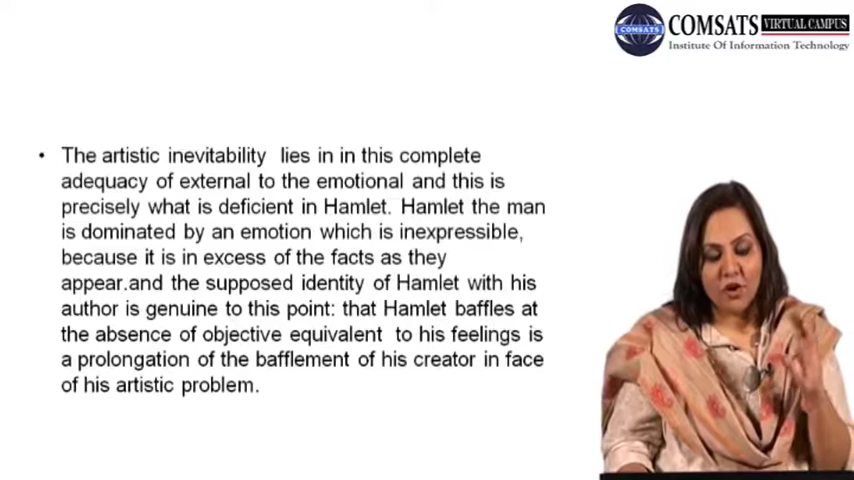 COMSATS VIRTUAL CAMPUS
COMSATS
Institute Of Information Technology
• The artistic inevitability lies in in this complete
adequacy of external to the emotional and this is
precisely what is deficient in Hamlet. Hamlet the man
is dominated by an emotion which is inexpressible,
because it is in excess of the facts as they
appear.and the supposed identity of Hamlet with his
author is genuine to this point: that Hamlet baffles at
the absence of objective equivalent to his feelings is
a prolongation of the bafflement of his creator in face
of his artistic problem.